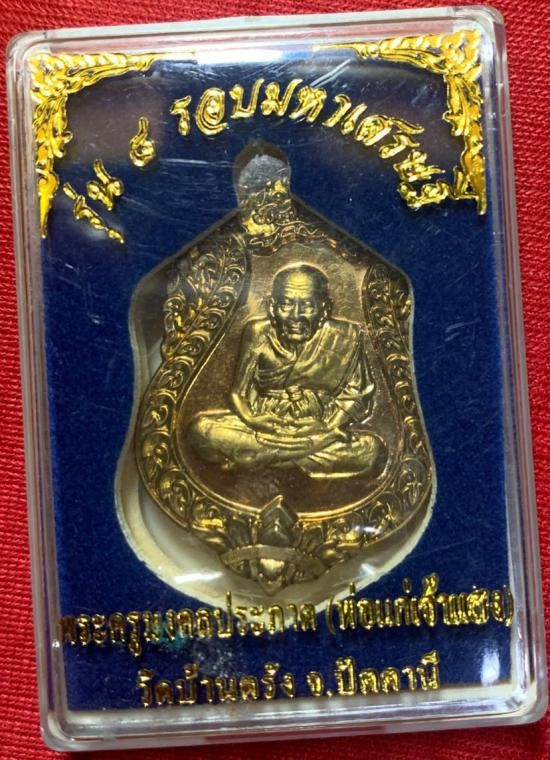 รุ่น ๘ รอบมหาเศรษฐี
พระครูมงคลประภาต (พ่อแก่เจ้าแสง)
วัดบ้านตรัง จ.ปัตตานี